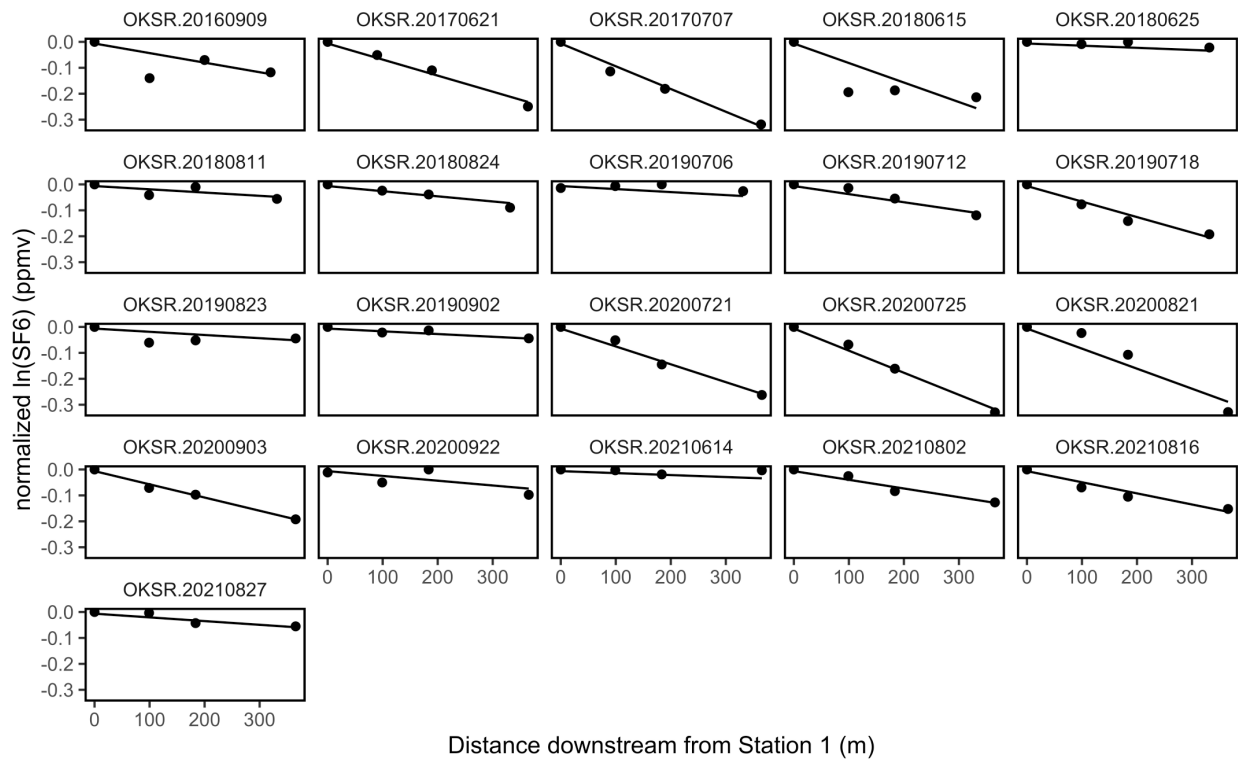 OKSR.20160909 OKSR.20170621 OKSR.20170707 OKSR.20180615 OKSR.20180625
0.0
-0.1
-0.2
-0.3
OKSR.20180811 OKSR.20180824 OKSR.20190706 OKSR.20190712 OKSR.20190718
0.0
-0.1
-0.2
-0.3
OKSR.20190823 OKSR.20190902 OKSR.20200721 OKSR.20200725 OKSR.20200821
0.0
-0.1
-0.2
-0.3
OKSR.20200903 OKSR.20200922 OKSR.20210614 OKSR.20210802 OKSR.20210816
0.0
-0.1
-0.2
-0.3
0 100 200 300 0 100 200 300 0 100 200 300 0 100 200 300
OKSR.20210827
0.0
-0.1
-0.2
-0.3
0 100 200 300
normalized ln(SF6) (ppmv)
Distance downstream from Station 1 (m)